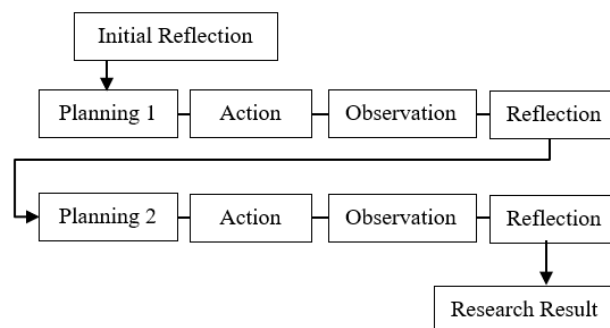 Initial Reflection
Planning 1
Action
Observation
Reflection
Planning 2
Action
Observation
Reflection
Research Result